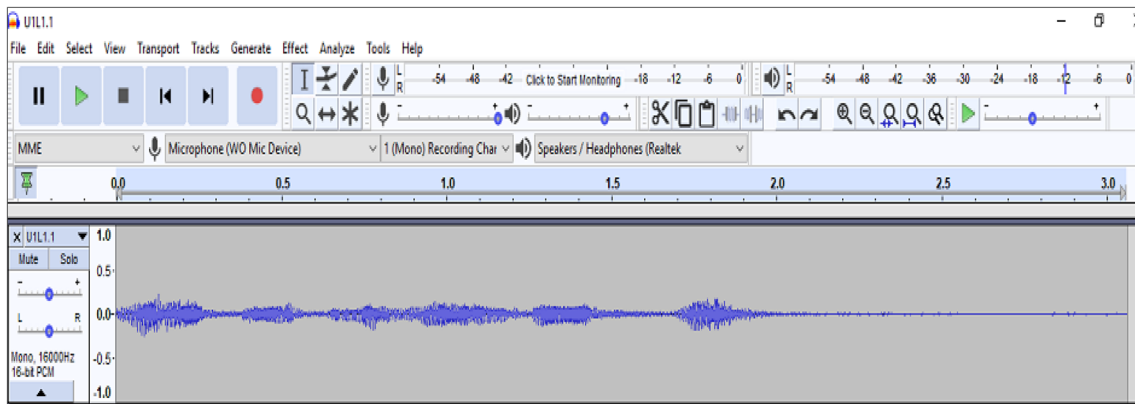 U1L1.1
File Edit Select View Transport Tracks Generate Effect Analyze Tools Help
L R -54 -48 -42 Click to Start Monitoring -18 -12 -6 0 L R -54 -48 -42 -36 -30 -24 -18 -12 -6 0
- + - + - +
MME Microphone (WO Mic Device) 1 (Mono) Recording Char Speakers / Headphones (Realtek
0.0 0.5 1.0 1.5 2.0 2.5 3.0
X U1L1.1 1.0
Mute Solo
0.5
- +
L R 0.0
Mono, 16000Hz -0.5
16-bit PCM
-1.0